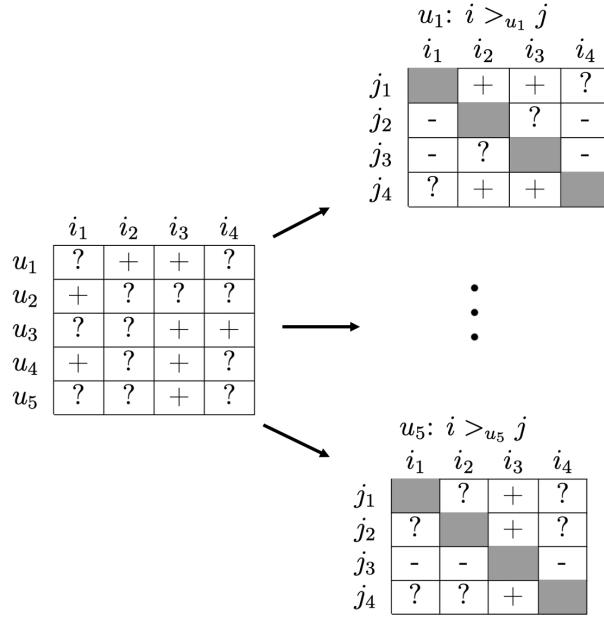 u₁: i >ᵤ₁ j
i₁ i₂ i₃ i₄
j₁ + + ?
j₂ - ? -
j₃ - ? -
j₄ ? + +
i₁ i₂ i₃ i₄
u₁ ? + + ?
u₂ + ? ? ?
u₃ ? ? + +
u₄ + ? + ?
u₅ ? ? + ?
u₅: i >ᵤ₅ j
i₁ i₂ i₃ i₄
j₁ ? + ?
j₂ ? + ?
j₃ - - -
j₄ ? ? +